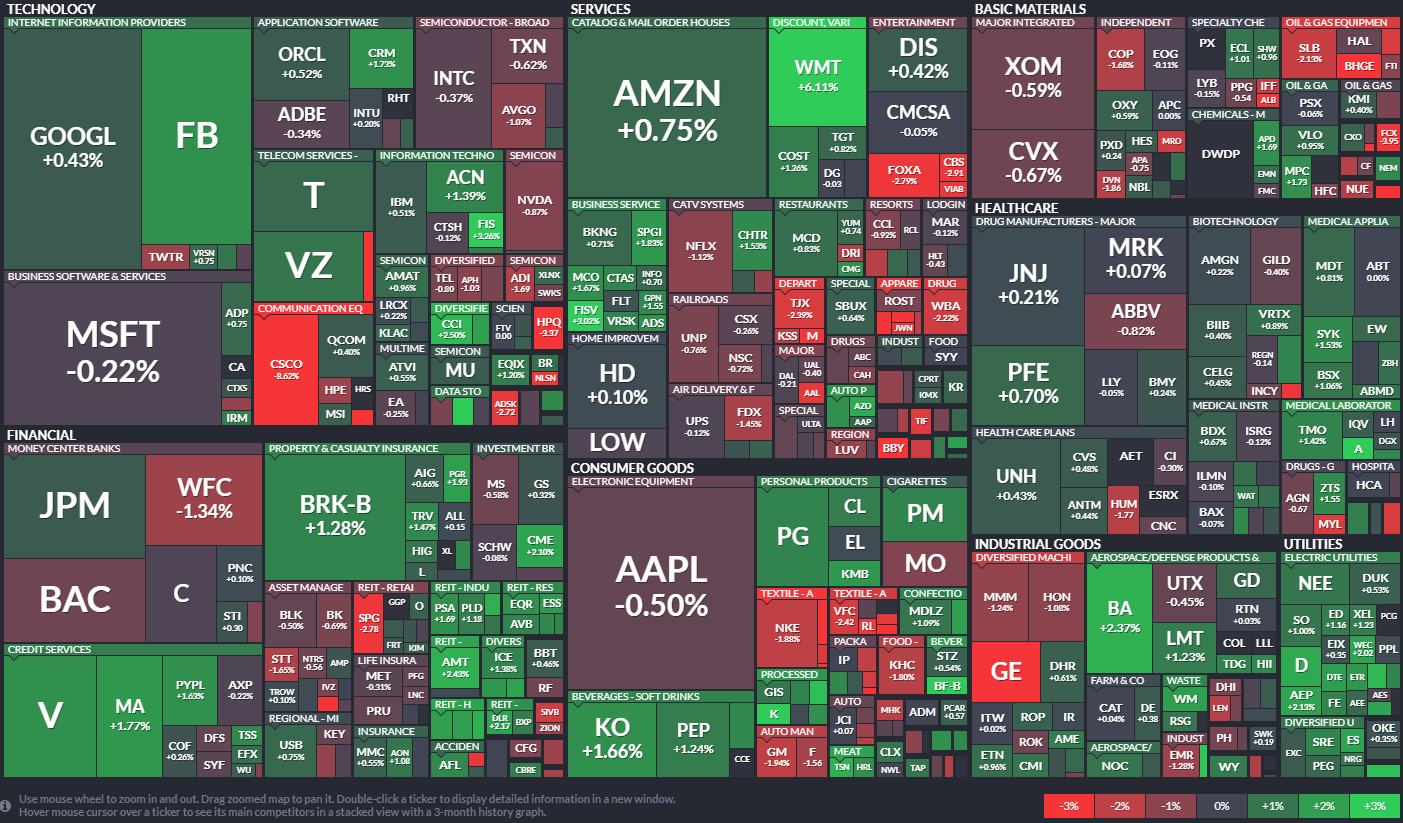 TECHNOLOGY
INTERNET INFORMATION PROVIDERS
GOOGL
+0.43%
FB
TWTR
VRSN
+0.75
APPLICATION SOFTWARE
ORCL
+0.52%
CRM
+1.73%
ADBE
-0.34%
INTU
+0.20%
RHT
SEMICONDUCTOR - BROAD
INTC
-0.37%
TXN
-0.62%
AVGO
-1.07%
TELECOM SERVICES -
T
VZ
INFORMATION TECHNO
IBM
+0.51%
ACN
+1.39%
CTSH
-0.12%
FIS
+3.26%
SEMICON
NVDA
-0.87%
BUSINESS SOFTWARE & SERVICES
MSFT
-0.22%
ADP
+0.75
CA
CTXS
IRM
COMMUNICATION EQ
CSCO
-8.62%
QCOM
+0.40%
HPE
HRS
MSI
SEMICON
AMAT
+0.96%
LRCX
+0.22%
KLAC
DIVERSIFIED
TEL
-0.80
APH
-1.03
SEMICON
ADI
-1.69
XLNX
SWKS
DIVERSIFIE
CCI
+2.50%
SCIEN
FTV
0.00
HPQ
-3.37
MULTIME
ATVI
+0.55%
EA
-0.25%
SEMICON
MU
EQIX
+1.20%
BR
NLSN
DATA STO
ADSK
-2.72
FINANCIAL
MONEY CENTER BANKS
JPM
WFC
-1.34%
BAC
C
PNC
+0.10%
STI
+0.30
CREDIT SERVICES
V
MA
+1.77%
PYPL
+1.63%
AXP
-0.22%
COF
+0.26%
DFS
SYF
TSS
EFX
WU
PROPERTY & CASUALTY INSURANCE
BRK-B
+1.28%
AIG
+0.66%
PGR
+1.93
TRV
+1.47%
ALL
+0.15
HIG
XL
L
INVESTMENT BR
MS
-0.58%
GS
+0.32%
SCHW
-0.08%
CME
+2.10%
ASSET MANAGE
BLK
-0.50%
BK
-0.69%
STT
-1.65%
NTRS
-0.56
AMP
TROW
+0.10%
IVZ
REIT - RETAI
SPG
-2.78
GGP
O
FRT
KIM
REIT - INDU
PSA
+1.69
PLD
+1.18
REIT - RES
EQR
ESS
AVB
LIFE INSURA
MET
-0.31%
PFG
PRU
LNC
REIT -
AMT
+2.43%
DIVERS
ICE
+1.38%
BBT
+0.46%
RF
REGIONAL - MI
USB
+0.75%
KEY
INSURANCE
MMC
+0.55%
AON
+1.08
REIT - H
REIT -
DLR
+2.17
BXP
SIVB
ZION
ACCIDEN
AFL
CFG
CBRE
SERVICES
CATALOG & MAIL ORDER HOUSES
AMZN
+0.75%
DISCOUNT, VARI
WMT
+6.11%
COST
+1.26%
TGT
+0.82%
DG
-0.03
ENTERTAINMENT
DIS
+0.42%
CMCSA
-0.05%
FOXA
-2.79%
CBS
-2.91
VIAB
BUSINESS SERVICE
BKNG
+0.71%
SPGI
+1.83%
MCO
+1.67%
CTAS
INFO
+0.70
FISV
+3.02%
FLT
GPN
+1.55
VRSK
ADS
CATV SYSTEMS
NFLX
-1.12%
CHTR
+1.53%
RESTAURANTS
MCD
+0.83%
YUM
+0.74
DRI
CMG
RESORTS
CCL
-0.92%
RCL
LODGIN
MAR
-0.12%
HLT
-0.43
RAILROADS
UNP
-0.76%
CSX
-0.26%
NSC
-0.72%
DEPART
TJX
-2.39%
KSS
M
SPECIAL
SBUX
+0.64%
APPARE
ROST
JWN
DRUG
WBA
-2.22%
HOME IMPROVEM
HD
+0.10%
LOW
MAJOR
DAL
-0.21
UAL
-0.40
AAL
DRUGS
ABC
CAH
INDUST
FOOD
SYY
AIR DELIVERY & F
UPS
-0.12%
FDX
-1.45%
SPECIAL
ULTA
AUTO P
AZO
AAP
REGION
LUV
CPRT
KMX
KR
TIF
BBY
CONSUMER GOODS
ELECTRONIC EQUIPMENT
AAPL
-0.50%
PERSONAL PRODUCTS
PG
CL
EL
KMB
CIGARETTES
PM
MO
TEXTILE - A
NKE
-1.88%
TEXTILE - A
VFC
-2.42
RL
CONFECTIO
MDLZ
+1.09%
PACKA
IP
FOOD -
KHC
-1.80%
BEVER
STZ
+0.54%
BF-B
PROCESSED
GIS
K
BEVERAGES - SOFT DRINKS
KO
+1.66%
PEP
+1.24%
CCE
AUTO MAN
GM
-1.94%
F
-1.56
AUTO
JCI
+0.07
MHK
ADM
PCAR
+0.57
MEAT
TSN
HRL
CLX
NWL
TAP
BASIC MATERIALS
MAJOR INTEGRATED
XOM
-0.59%
CVX
-0.67%
INDEPENDENT
COP
-1.68%
EOG
-0.11%
OXY
+0.59%
APC
0.00%
PXD
+0.24
HES
MRO
DVN
-1.86
APA
-0.75
NBL
SPECIALTY CHE
PX
ECL
+1.01
SHW
+0.96
LYB
-0.15%
PPG
-0.54
IFF
ALB
CHEMICALS - M
DWDP
APD
+1.69
EMN
FMC
OIL & GAS EQUIPMEN
SLB
-2.13%
HAL
BHGE
FTI
OIL & GA
PSX
-0.06%
VLO
+0.95%
MPC
+1.73
HFC
OIL & GAS
KMI
+0.40%
CXO
FCX
-3.95
CF
NEM
NUE
HEALTHCARE
DRUG MANUFACTURERS - MAJOR
JNJ
+0.21%
MRK
+0.07%
ABBV
-0.82%
PFE
+0.70%
LLY
-0.05%
BMY
+0.24%
BIOTECHNOLOGY
AMGN
+0.22%
GILD
-0.40%
BIIB
+0.40%
VRTX
+0.89%
REGN
-0.14
CELG
+0.45%
INCY
MEDICAL APPLIA
MDT
+0.81%
ABT
0.00%
SYK
+1.53%
EW
BSX
+1.06%
ZBH
ABMD
HEALTH CARE PLANS
UNH
+0.43%
CVS
+0.48%
AET
CI
-0.30%
ANTM
+0.44%
HUM
-1.77
ESRX
CNC
MEDICAL INSTR
BDX
+0.67%
ISRG
-0.12%
ILMN
-0.10%
WAT
BAX
-0.07%
MEDICAL LABORATOR
TMO
+1.42%
IQV
LH
A
DGX
DRUGS - G
AGN
-0.67
ZTS
+1.55
MYL
HOSPITA
HCA
INDUSTRIAL GOODS
DIVERSIFIED MACHI
MMM
-1.24%
HON
-1.08%
GE
DHR
+0.61%
ITW
+0.02%
ROP
IR
ETN
+0.96%
ROK
AME
CMI
AEROSPACE/DEFENSE PRODUCTS &
BA
+2.37%
UTX
-0.45%
GD
LMT
+1.23%
RTN
+0.03%
COL
LLL
TDG
HII
FARM & CO
CAT
+0.04%
DE
+0.38
WASTE
WM
RSG
DHI
LEN
AEROSPACE/
NOC
INDUST
EMR
-1.28%
PH
SWK
+0.19
WY
UTILITIES
ELECTRIC UTILITIES
NEE
DUK
+0.53%
SO
+1.00%
ED
+1.16
XEL
+1.23
PCG
D
EIX
+0.35
WEC
+2.02
PPL
DTE
ETR
AEP
+2.13%
FE
AEE
AES
DIVERSIFIED U
EXC
SRE
ES
OKE
+0.55%
PEG
NRG
Use mouse wheel to zoom in and out. Drag zoomed map to pan it. Double-click a ticker to display detailed information in a new window.
Hover mouse cursor over a ticker to see its main competitors in a stacked view with a 3-month history graph.
-3%
-2%
-1%
0%
+1%
+2%
+3%